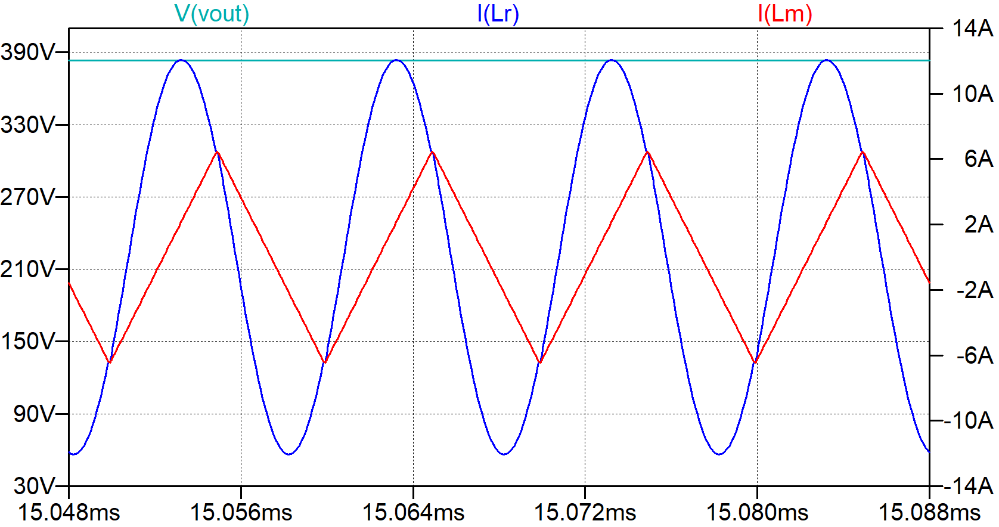 V(vout) I(Lr) I(Lm)
14A
390V
10A
330V
6A
270V
2A
210V
-2A
150V
-6A
90V
-10A
30V -14A
15.048ms 15.056ms 15.064ms 15.072ms 15.080ms 15.088ms